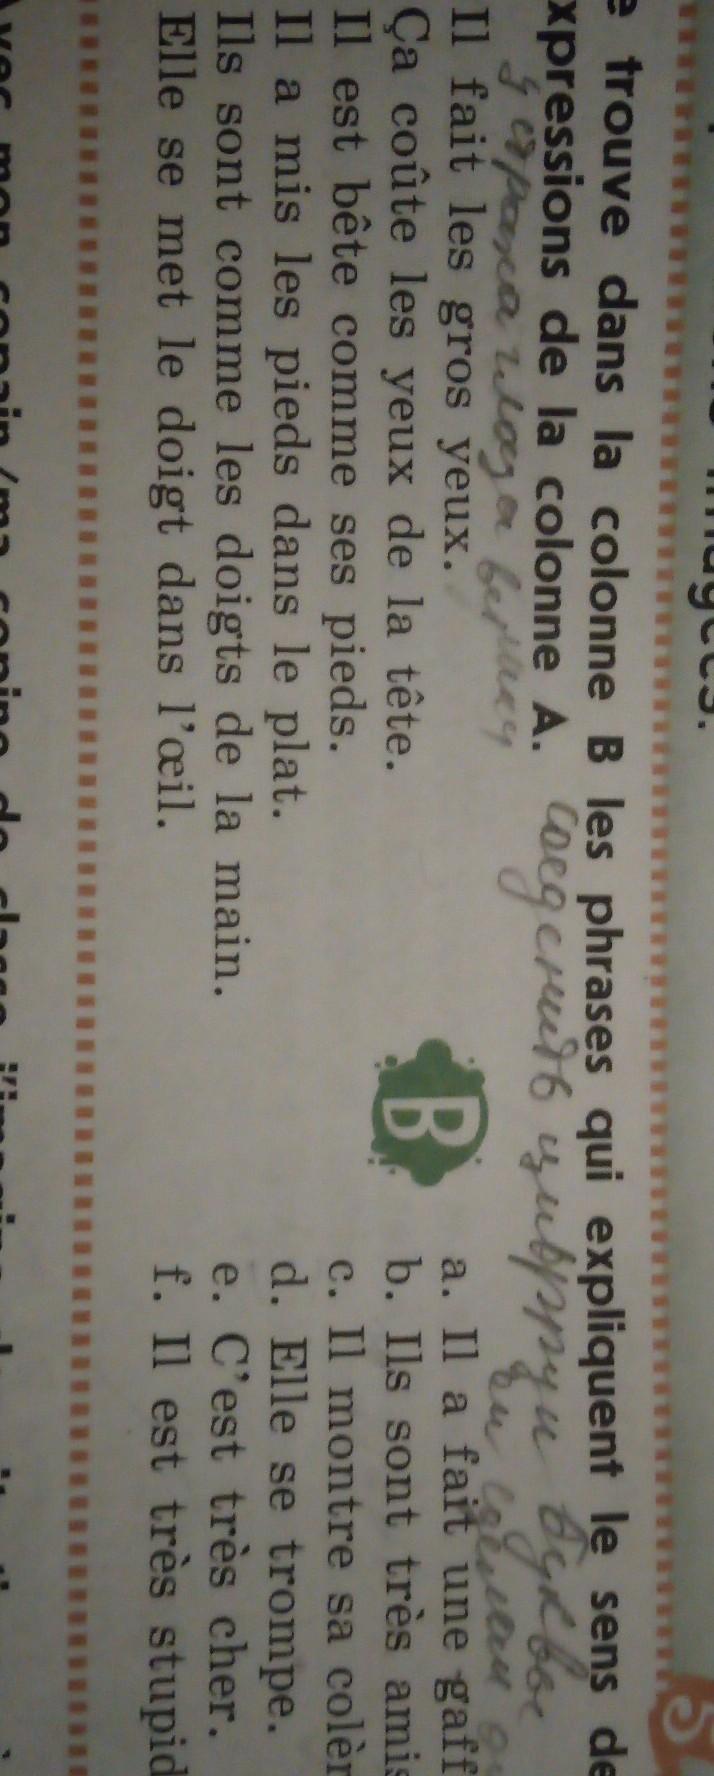 trouve dans la colonne B les phrases qui expliquent le sens de
xpressions de la colonne A. соеденить цифры и буквы
Il fait les gros yeux.
Ça coûte les yeux de la tête.
Il est bête comme ses pieds.
Il a mis les pieds dans le plat.
Ils sont comme les doigts de la main.
Elle se met le doigt dans l'œil.
B
a. Il a fait une gaff
b. Ils sont très amis
c. Il montre sa colèr
d. Elle se trompe.
e. C'est très cher.
f. Il est très stupid
5